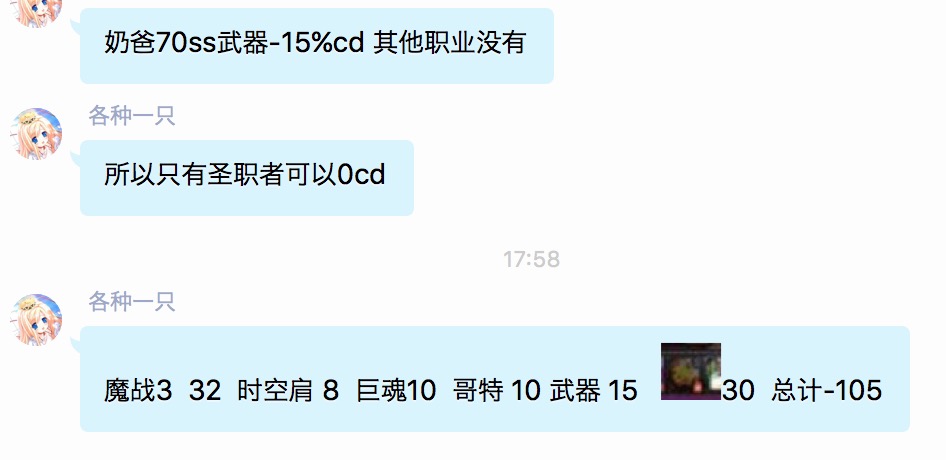 奶爸70ss武器-15%cd 其他职业没有
各种一只
所以只有圣职者可以0cd
17:58
各种一只
魔战3 32 时空肩 8 巨魂10 哥特 10 武器 15 30 总计-105